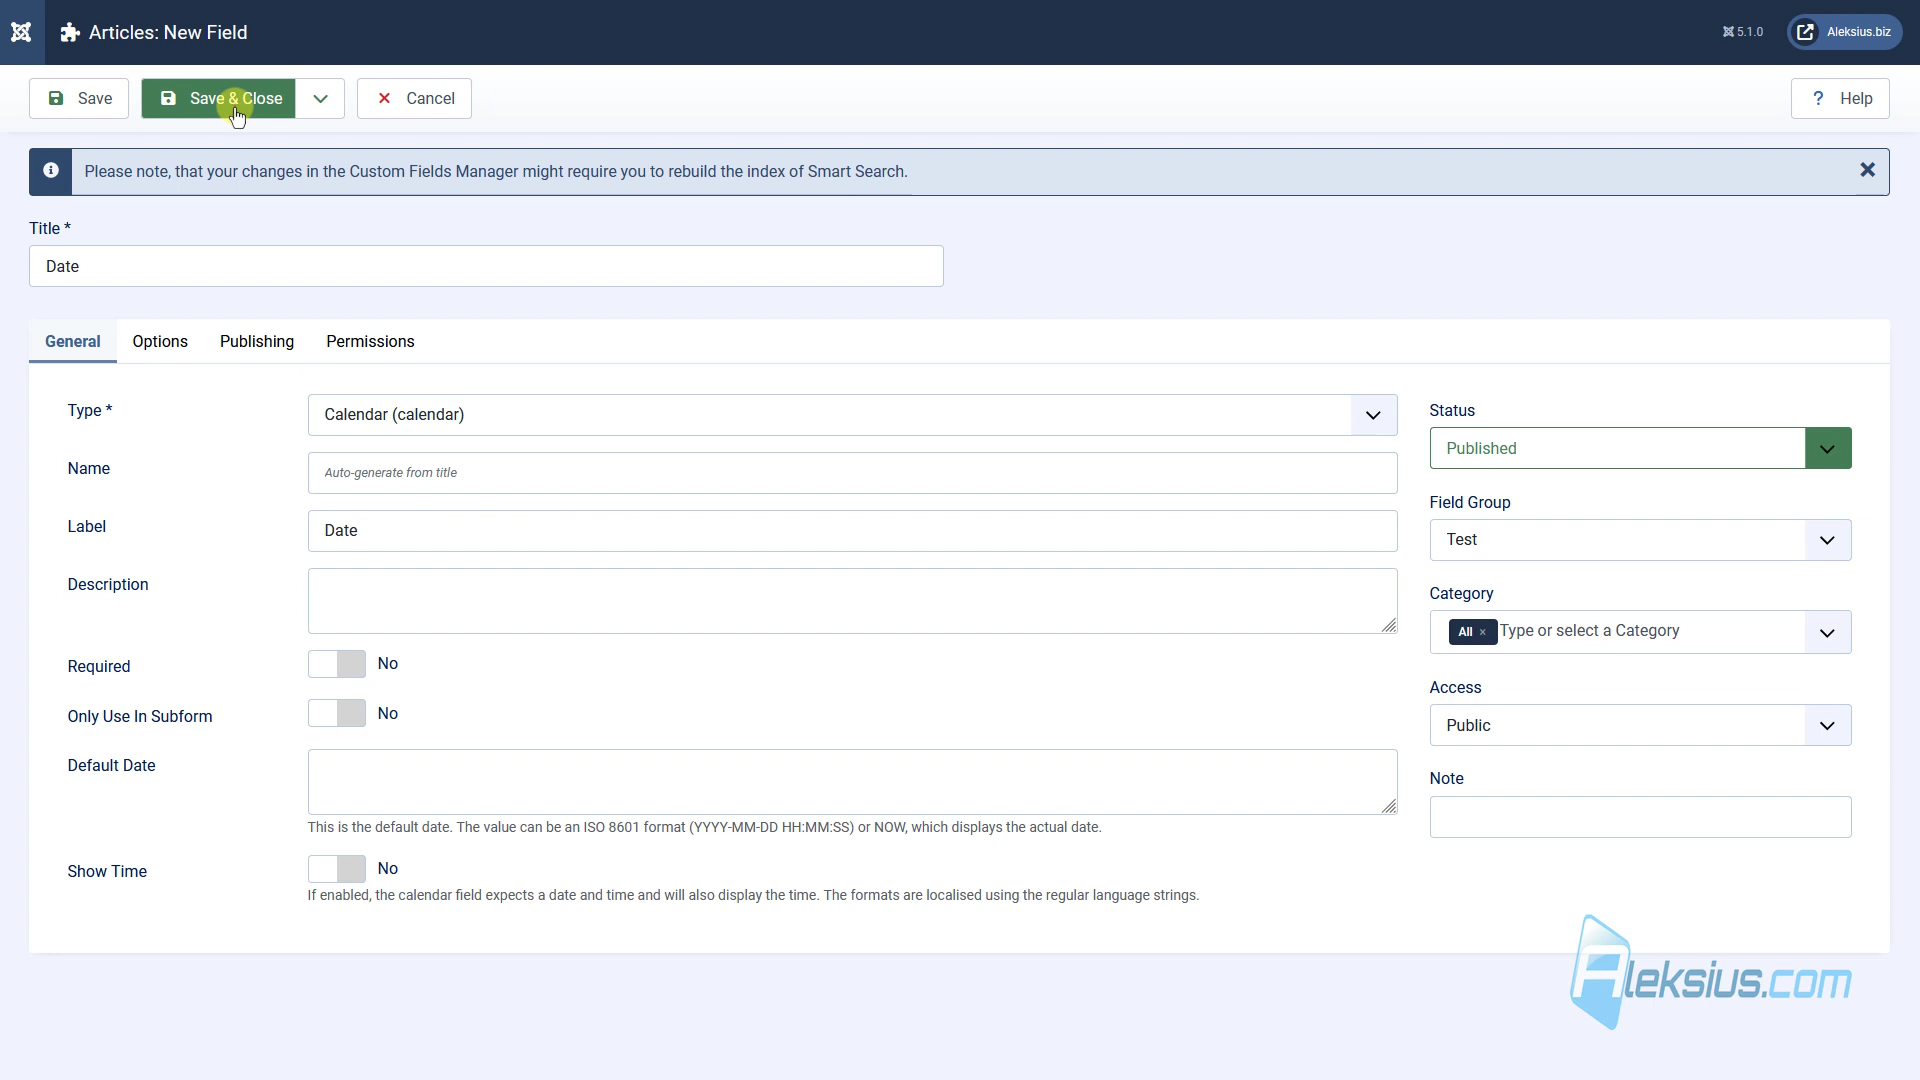 Articles: New Field
5.1.0
Aleksius.biz
Save
Save & Close
Cancel
? Help
Please note, that your changes in the Custom Fields Manager might require you to rebuild the index of Smart Search.
Title *
Date
General
Options
Publishing
Permissions
Type *
Calendar (calendar)
Name
Auto-generate from title
Label
Date
Description
Required
No
Only Use In Subform
No
Default Date
This is the default date. The value can be an ISO 8601 format (YYYY-MM-DD HH:MM:SS) or NOW, which displays the actual date.
Show Time
No
If enabled, the calendar field expects a date and time and will also display the time. The formats are localised using the regular language strings.
Status
Published
Field Group
Test
Category
All × Type or select a Category
Access
Public
Note
Aleksius.com